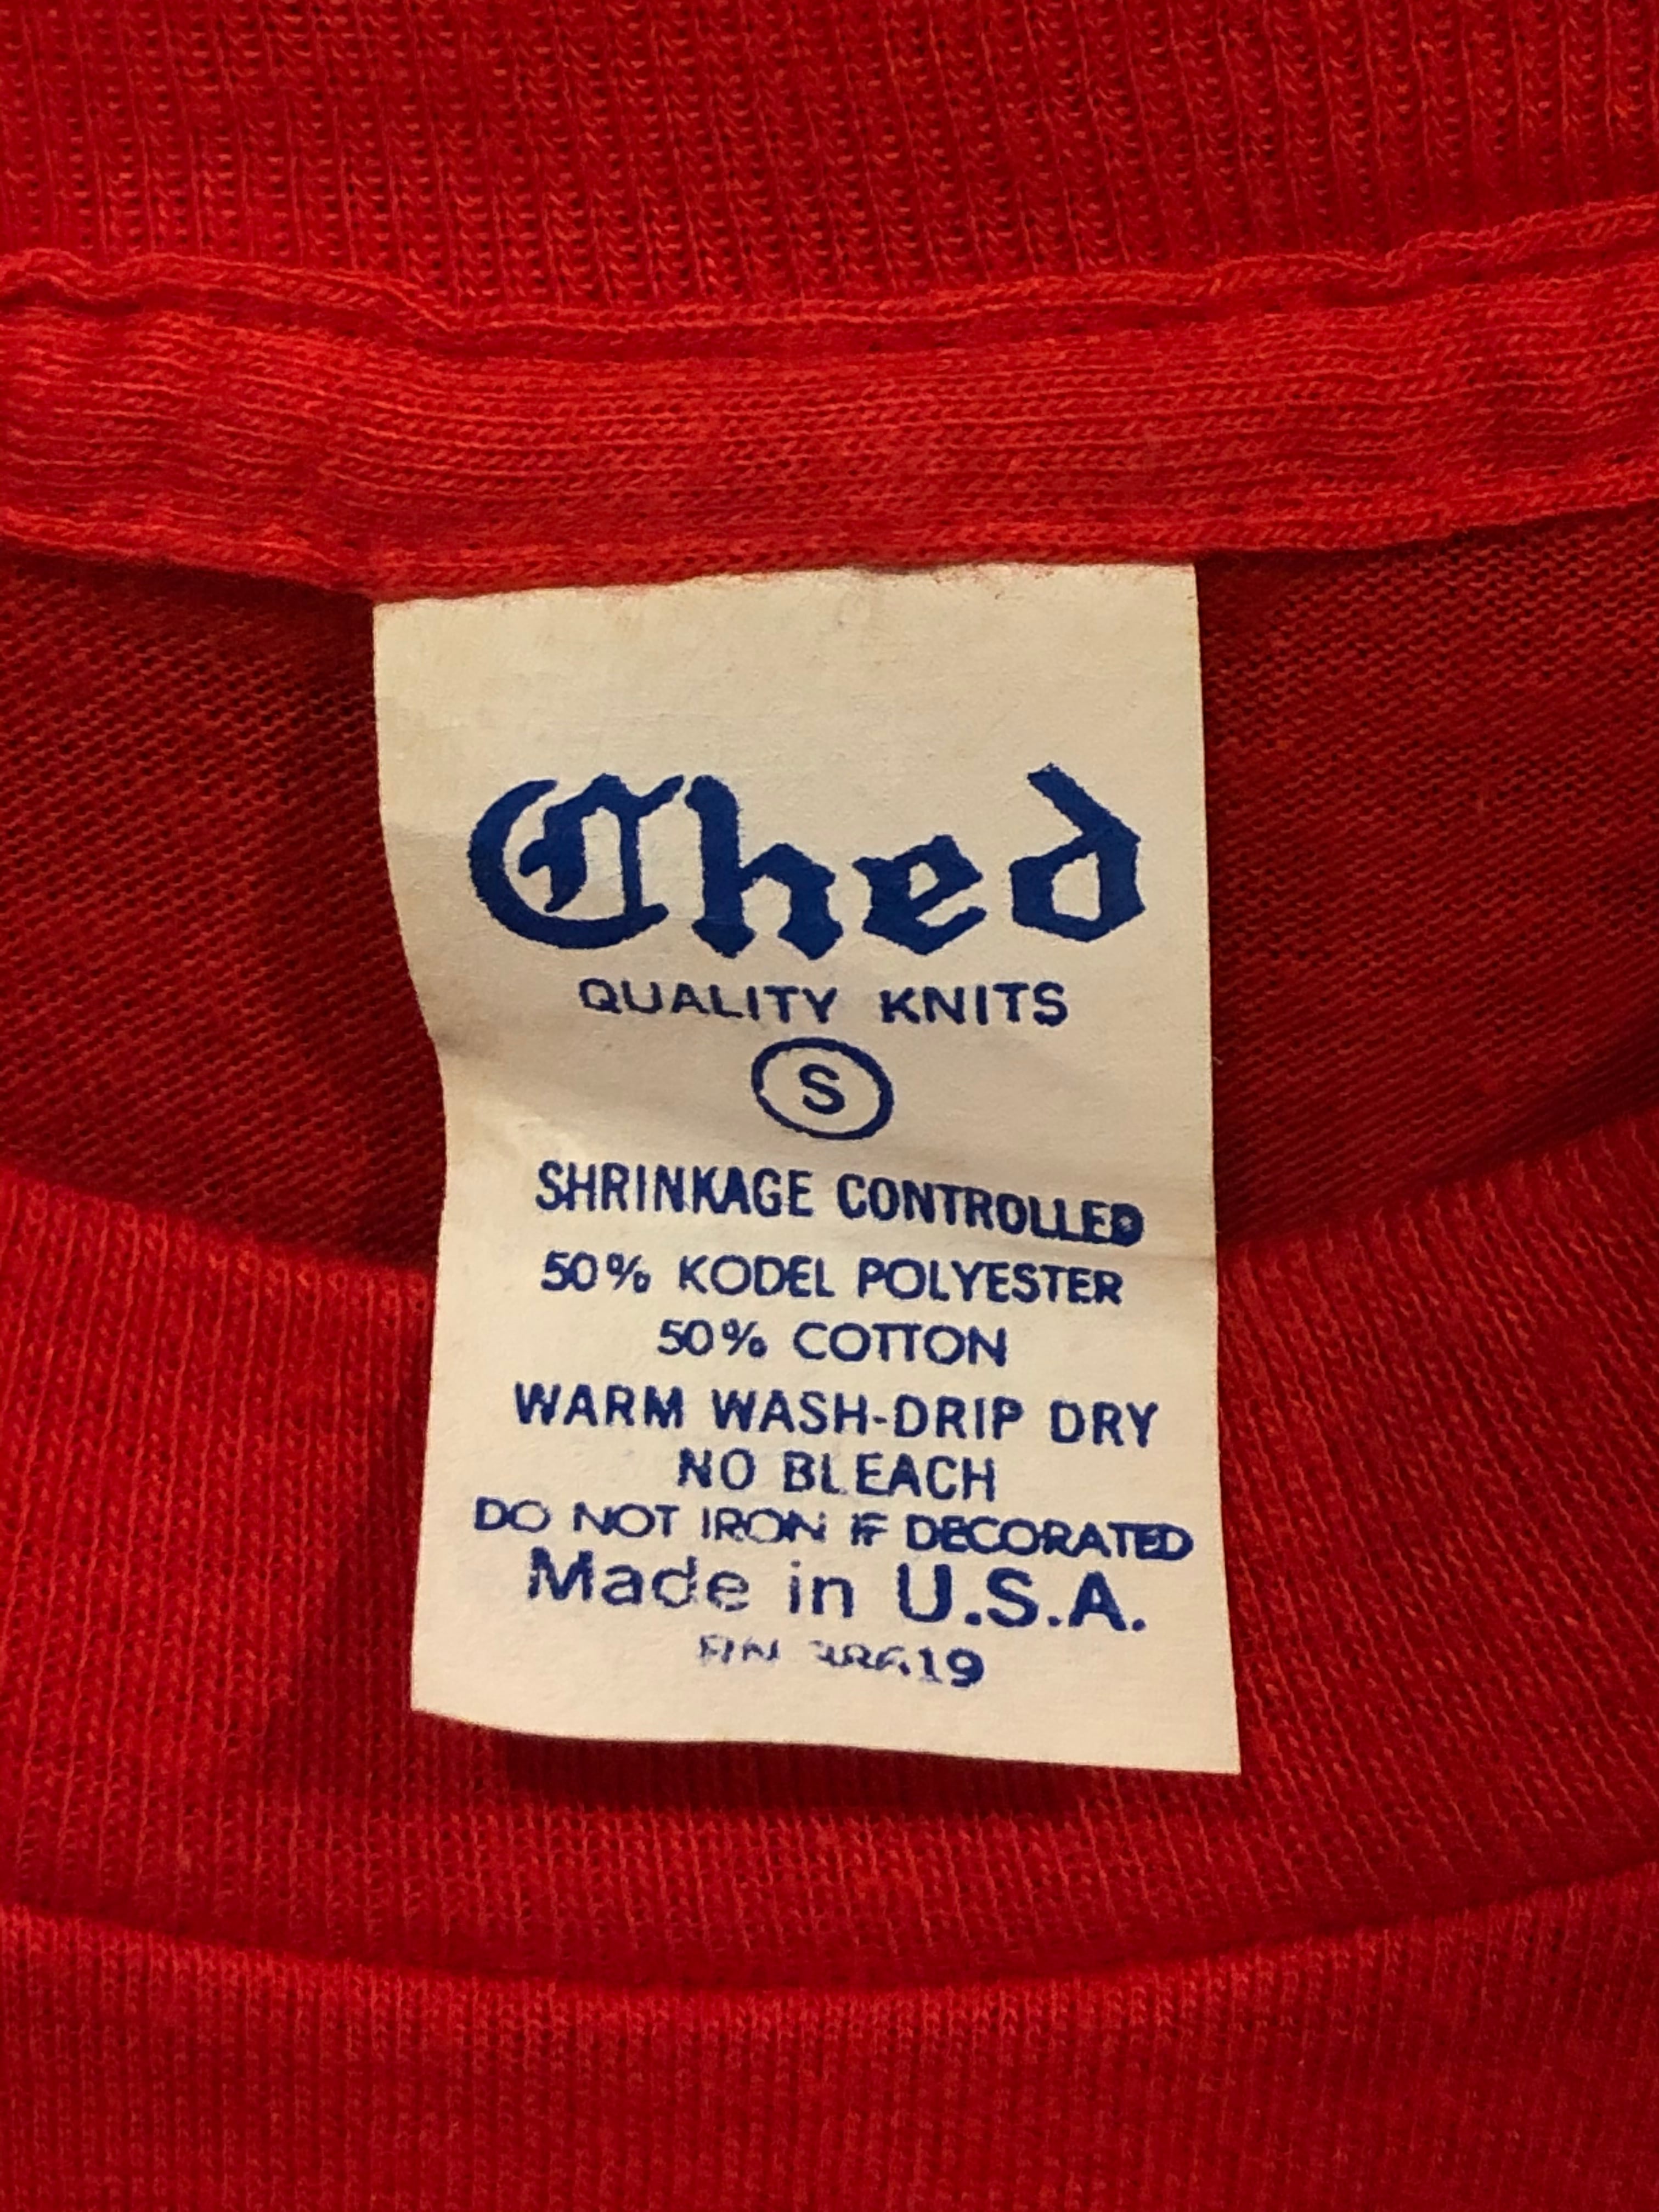 Ched
QUALITY KNITS
S
SHRINKAGE CONTROLLED
50% KODEL POLYESTER
50% COTTON
WARM WASH-DRIP DRY
NO BLEACH
DO NOT IRON IF DECORATED
Made in U.S.A.